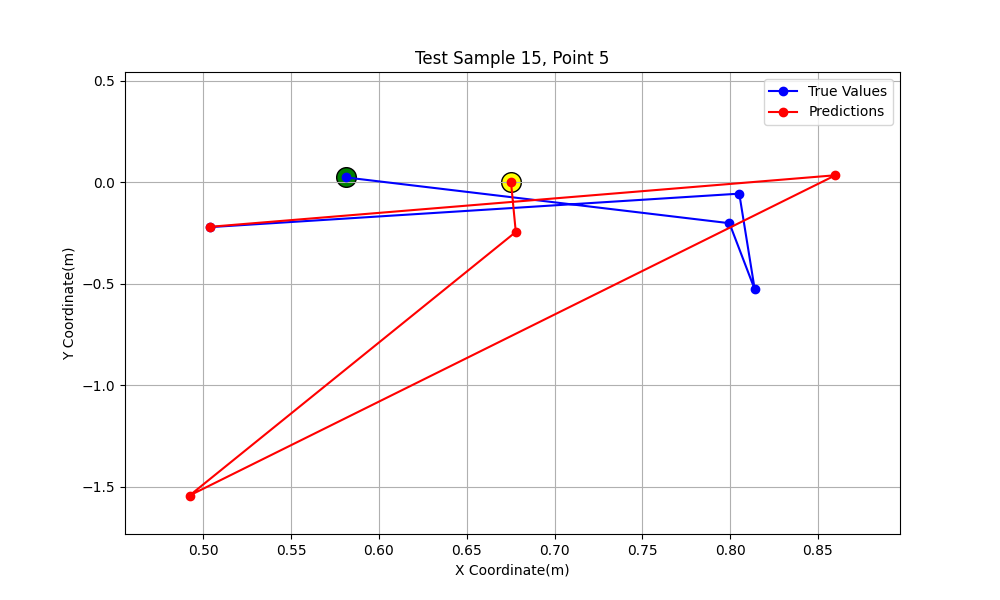 Test Sample 15, Point 5
True Values
Predictions
0.5
0.0
−0.5
−1.0
−1.5
Y Coordinate(m)
0.50 0.55 0.60 0.65 0.70 0.75 0.80 0.85
X Coordinate(m)